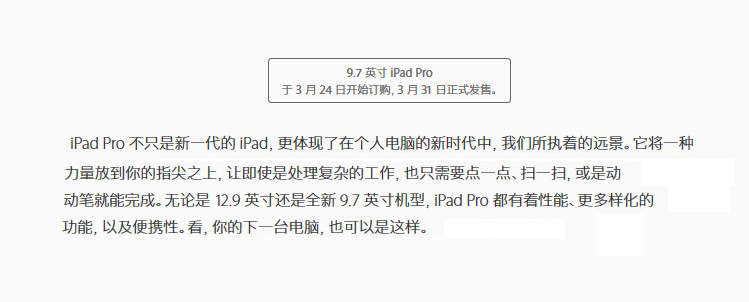 9.7 英寸 iPad Pro
于 3 月 24 日开始订购, 3 月 31 日正式发售。
iPad Pro 不只是新一代的 iPad, 更体现了在个人电脑的新时代中, 我们所执着的远景。它将一种
力量放到你的指尖之上, 让即使是处理复杂的工作, 也只需要点一点、扫一扫, 或是动
动笔就能完成。无论是 12.9 英寸还是全新 9.7 英寸机型, iPad Pro 都有着性能、更多样化的
功能, 以及便携性。看, 你的下一台电脑, 也可以是这样。